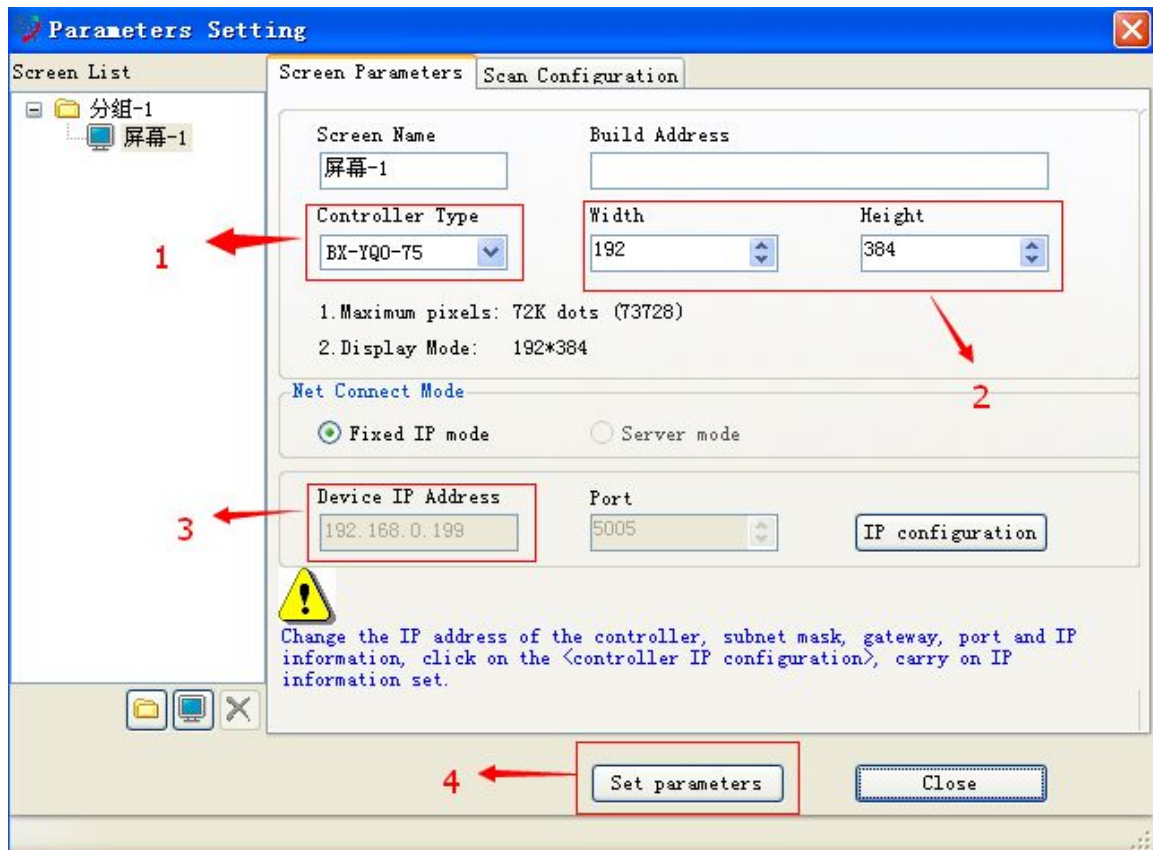 Parameters Setting
Screen List
Screen Parameters
Scan Configuration
分组-1
屏幕-1
Screen Name
Build Address
屏幕-1
Controller Type
Width
Height
BX-YQ0-75
192
384
1
1.Maximum pixels: 72K dots (73728)
2.Display Mode: 192*384
2
Net Connect Mode
Fixed IP mode
Server mode
Device IP Address
Port
192.168.0.199
5005
IP configuration
3
Change the IP address of the controller, subnet mask, gateway, port and IP
information, click on the <controller IP configuration>, carry on IP
information set.
4
Set parameters
Close